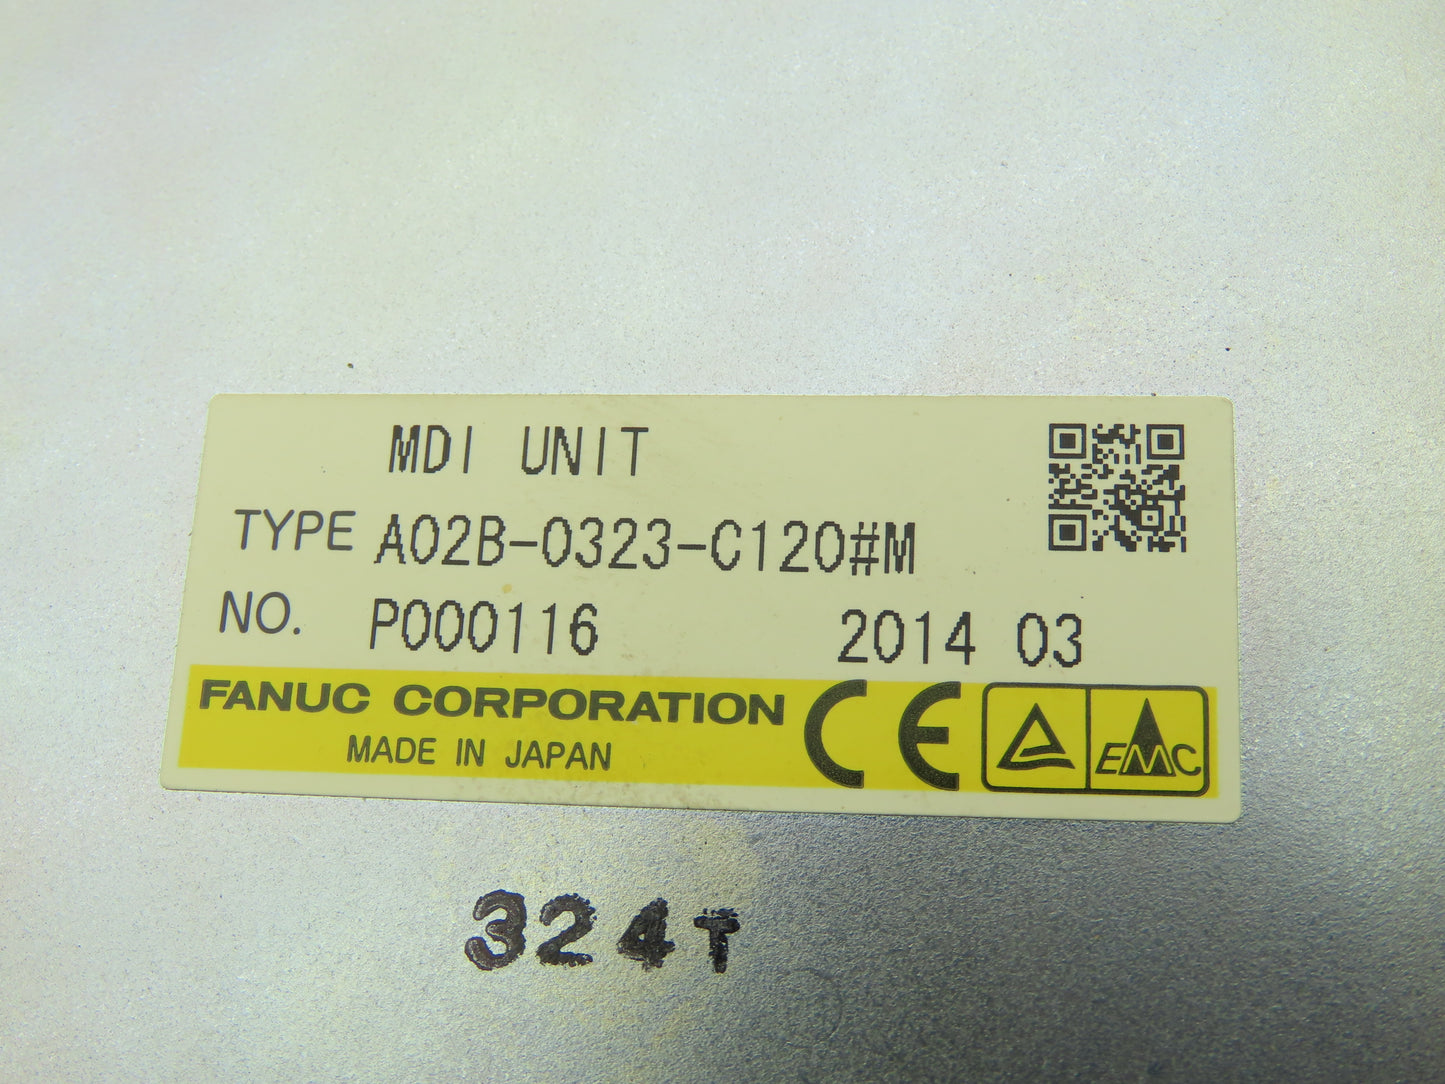 MDI UNIT
TYPE A02B-0323-C120#M
NO. P000116 2014 03
FANUC CORPORATION
MADE IN JAPAN
CE
EMC
324T